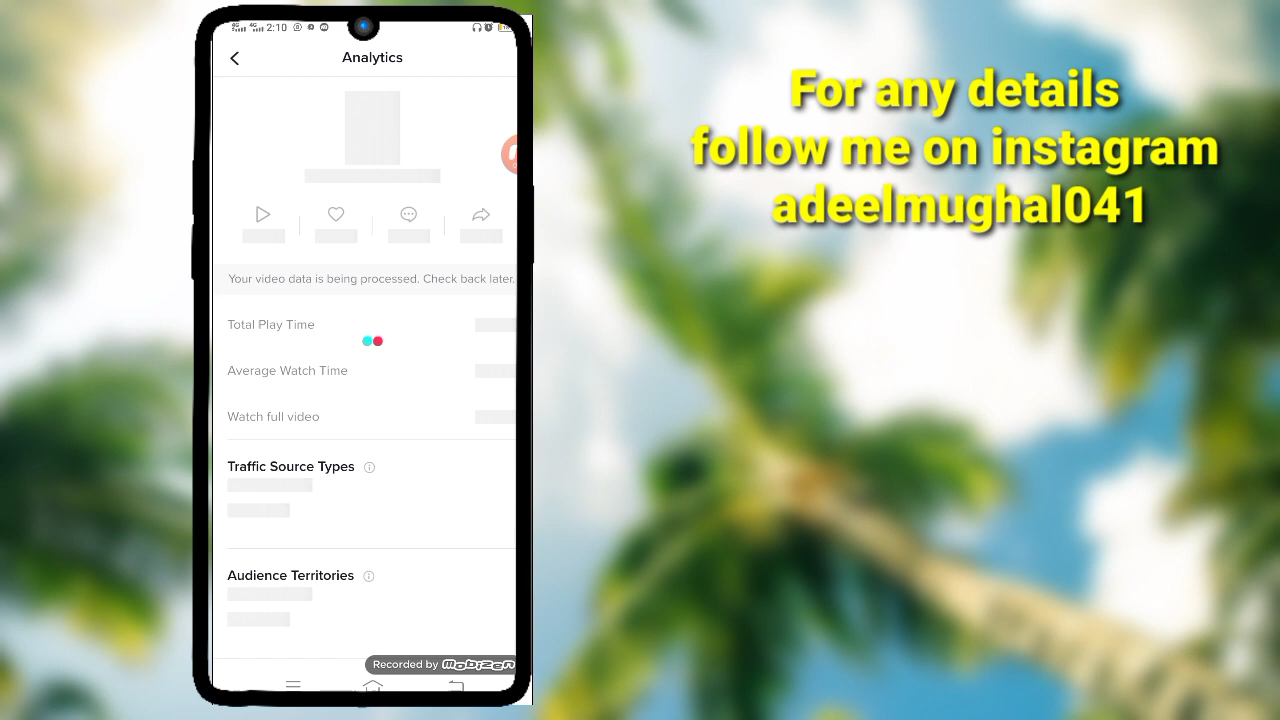 2:10
Analytics
Your video data is being processed. Check back later.
Total Play Time
Average Watch Time
Watch full video
Traffic Source Types
Audience Territories
Recorded by mobizen
For any details
follow me on instagram
adeelmughal041